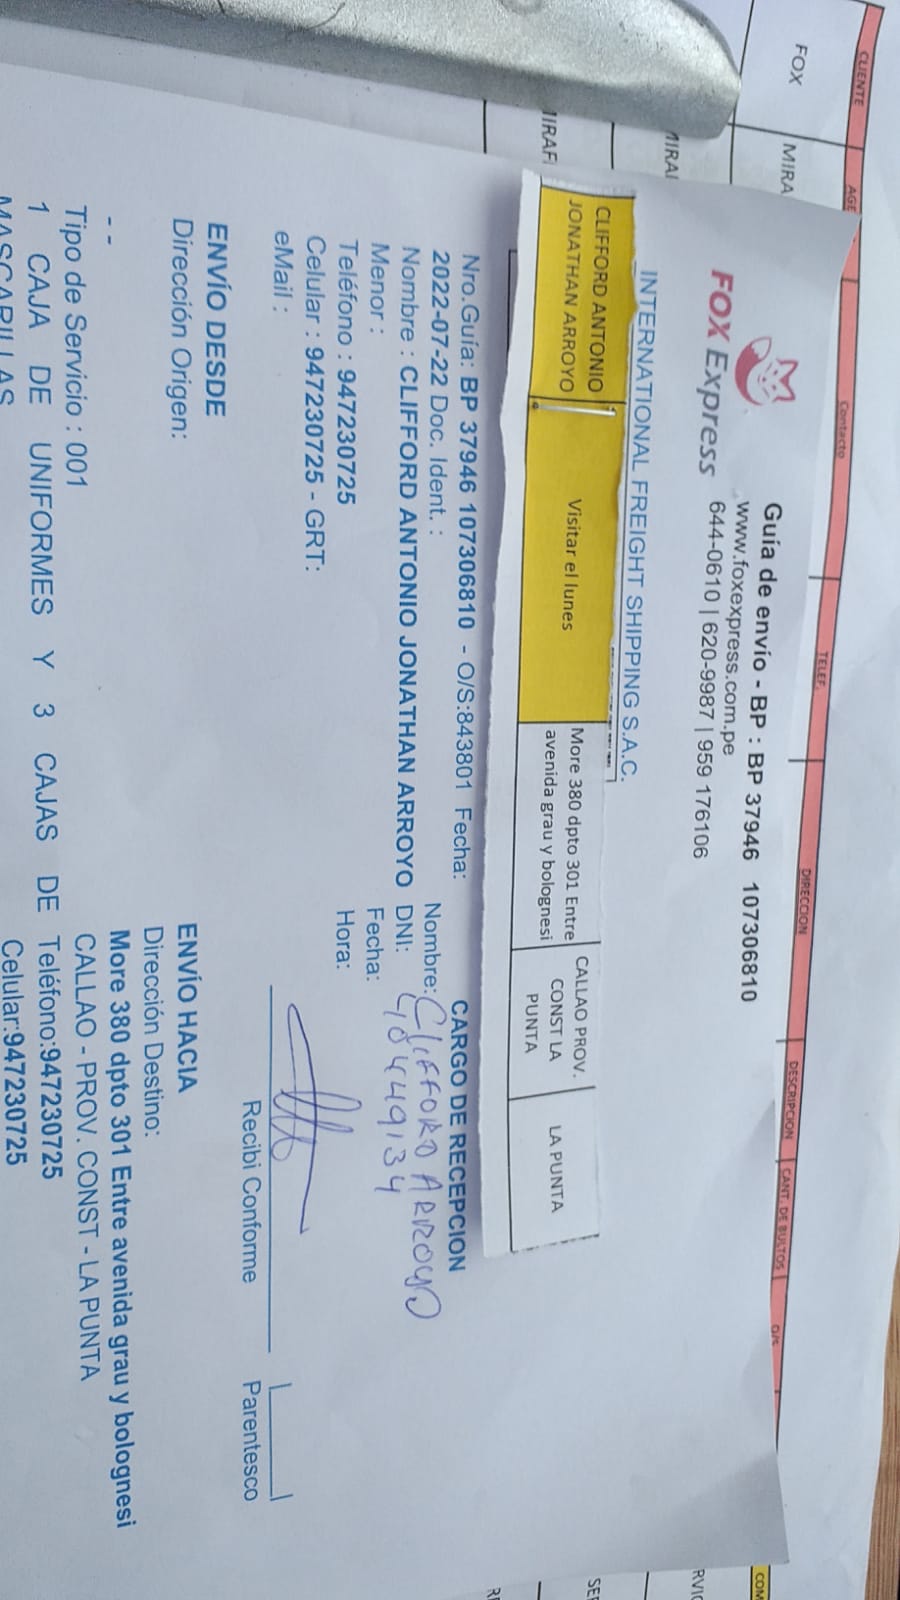 CLIENTE AGE Contacto TELEF. DIRECCION DESCRIPCION CANT. DE BULTOS O/S
FOX MIRA
Guía de envío - BP : BP 37946 107306810
www.foxexpress.com.pe
644-0610 | 620-9987 | 959 176106
FOX Express
INTERNATIONAL FREIGHT SHIPPING S.A.C.
CLIFFORD ANTONIO
JONATHAN ARROYO
Visitar el lunes
More 380 dpto 301 Entre
avenida grau y bolognesi
CALLAO PROV.
CONST LA
PUNTA
LA PUNTA
Nro.Guía: BP 37946 107306810 - O/S:843801 Fecha:
2022-07-22 Doc. Ident. :
Nombre : CLIFFORD ANTONIO JONATHAN ARROYO
Menor :
Teléfono : 947230725
Celular : 947230725 - GRT:
eMail :
CARGO DE RECEPCION
Nombre: CLIFFORD ARROYO
DNI: 40449134
Fecha:
Hora:
Recibi Conforme Parentesco
ENVÍO DESDE
Dirección Origen:
- -
Tipo de Servicio : 001
1 CAJA DE UNIFORMES Y 3 CAJAS DE
MASCARILLAS
ENVÍO HACIA
Dirección Destino:
More 380 dpto 301 Entre avenida grau y bolognesi
CALLAO - PROV. CONST - LA PUNTA
Teléfono:947230725
Celular:947230725